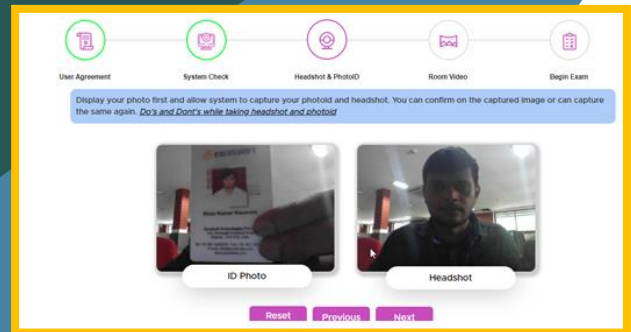 User Agreement
System Check
Headshot & PhotoID
Room Video
Begin Exam
Display your photo first and allow system to capture your photoid and headshot. You can confirm on the captured image or can capture
the same again. Do's and Dont's while taking headshot and photoid
ID Photo
Headshot
Reset
Previous
Next